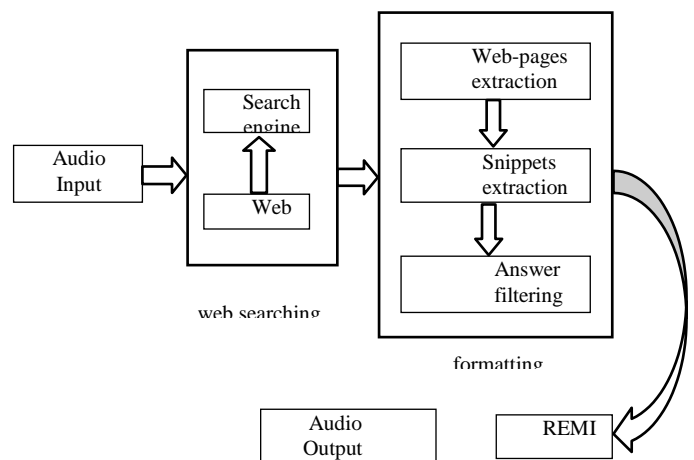 Audio
Input
Search
engine
Web
web searching
Web-pages
extraction
Snippets
extraction
Answer
filtering
formatting
Audio
Output
REMI